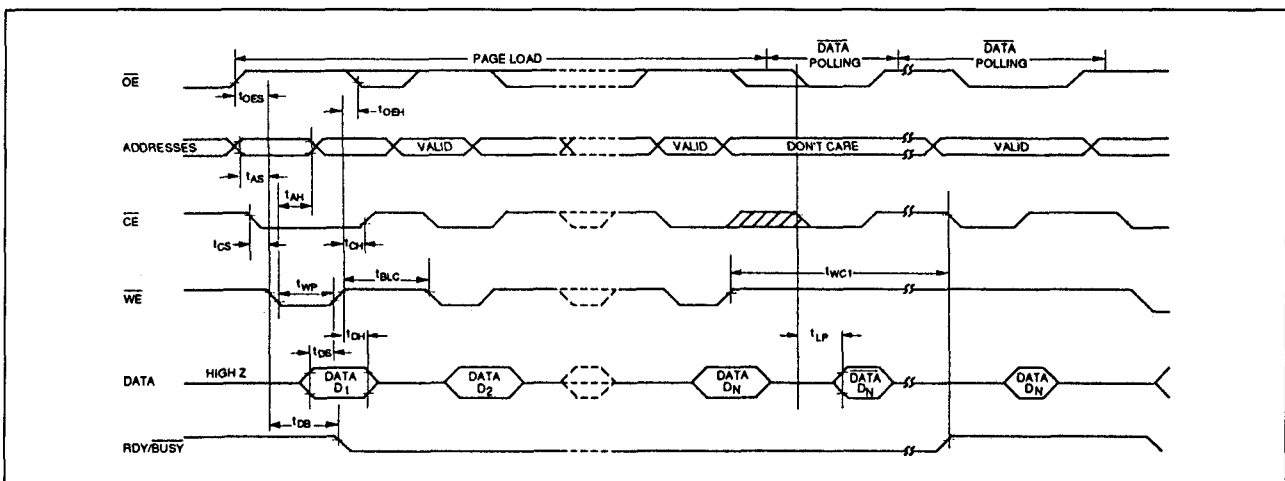 PAGE LOAD
DATA
POLLING
DATA
POLLING
OE
tOES
tOEH
ADDRESSES
VALID
VALID
DON'T CARE
VALID
tAS
tAH
CE
tCS
tCH
tWP
tBLC
tWC1
WE
tDH
tDS
tLP
DATA
HIGH Z
DATA
D1
DATA
D2
DATA
DN
DATA
DN
DATA
DN
tDB
RDY/BUSY